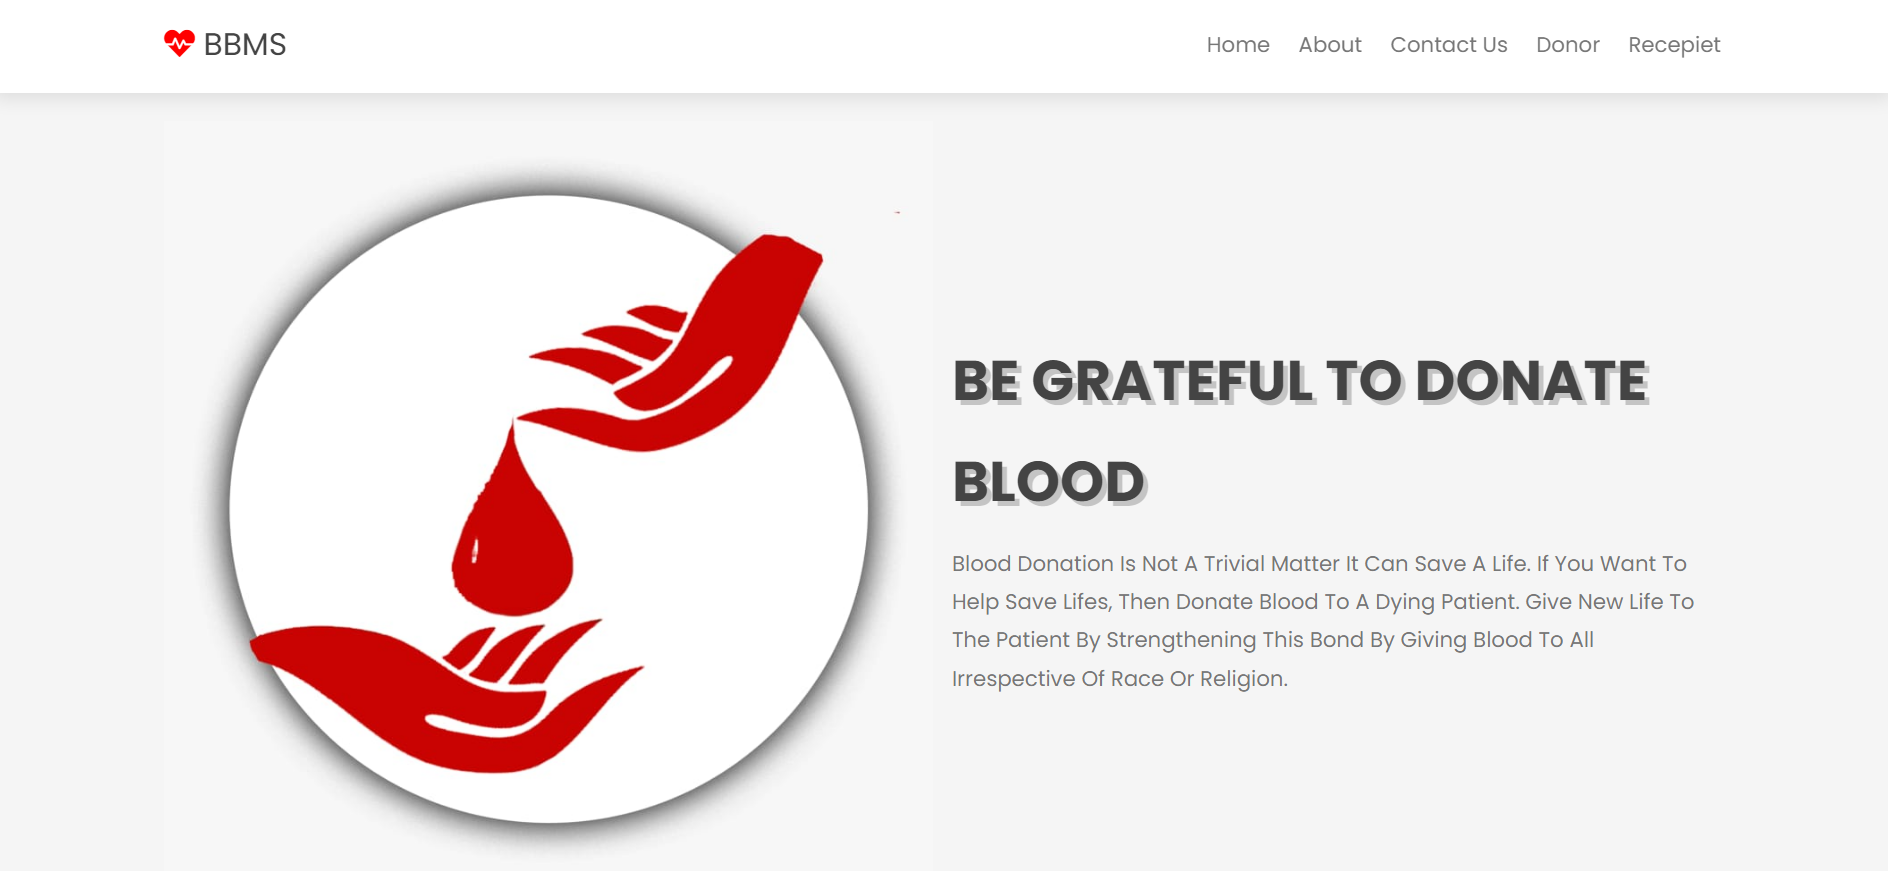 BBMS
Home About Contact Us Donor Recepiet
BE GRATEFUL TO DONATE
BLOOD
Blood Donation Is Not A Trivial Matter It Can Save A Life. If You Want To
Help Save Lifes, Then Donate Blood To A Dying Patient. Give New Life To
The Patient By Strengthening This Bond By Giving Blood To All
Irrespective Of Race Or Religion.